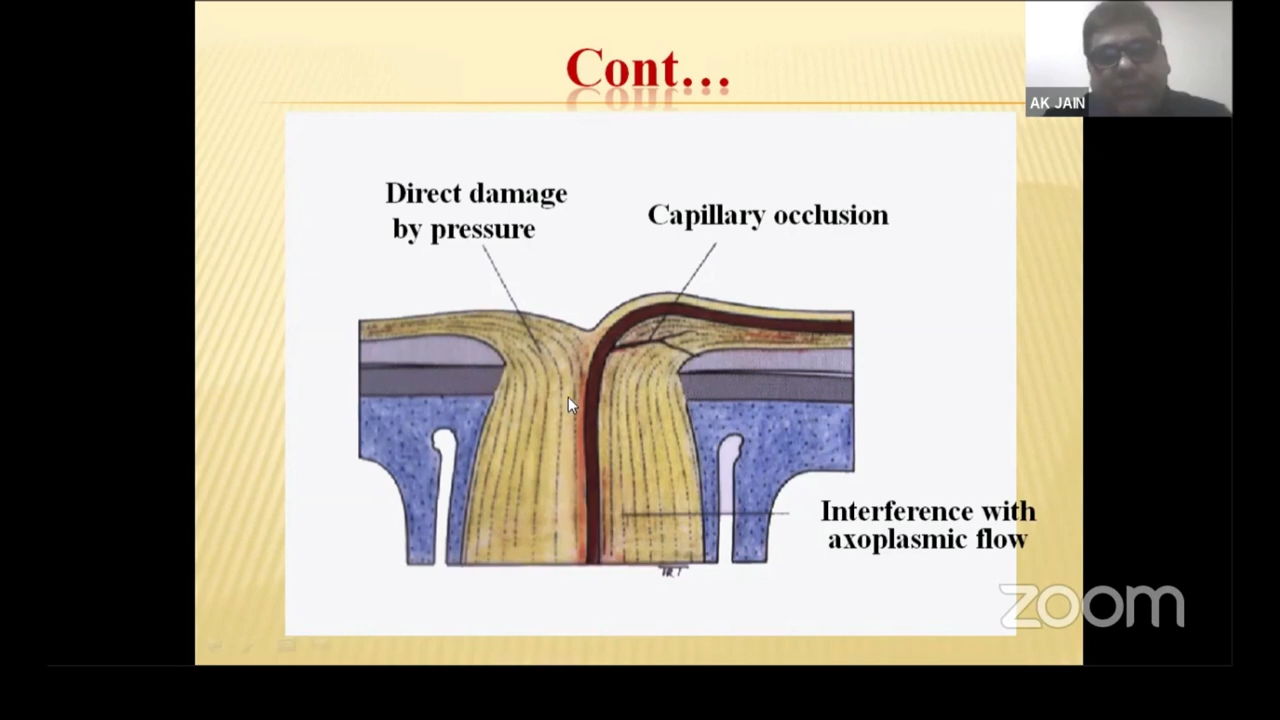 Cont...
AK JAIN
Direct damage
by pressure
Capillary occlusion
Interference with
axoplasmic flow
zoom